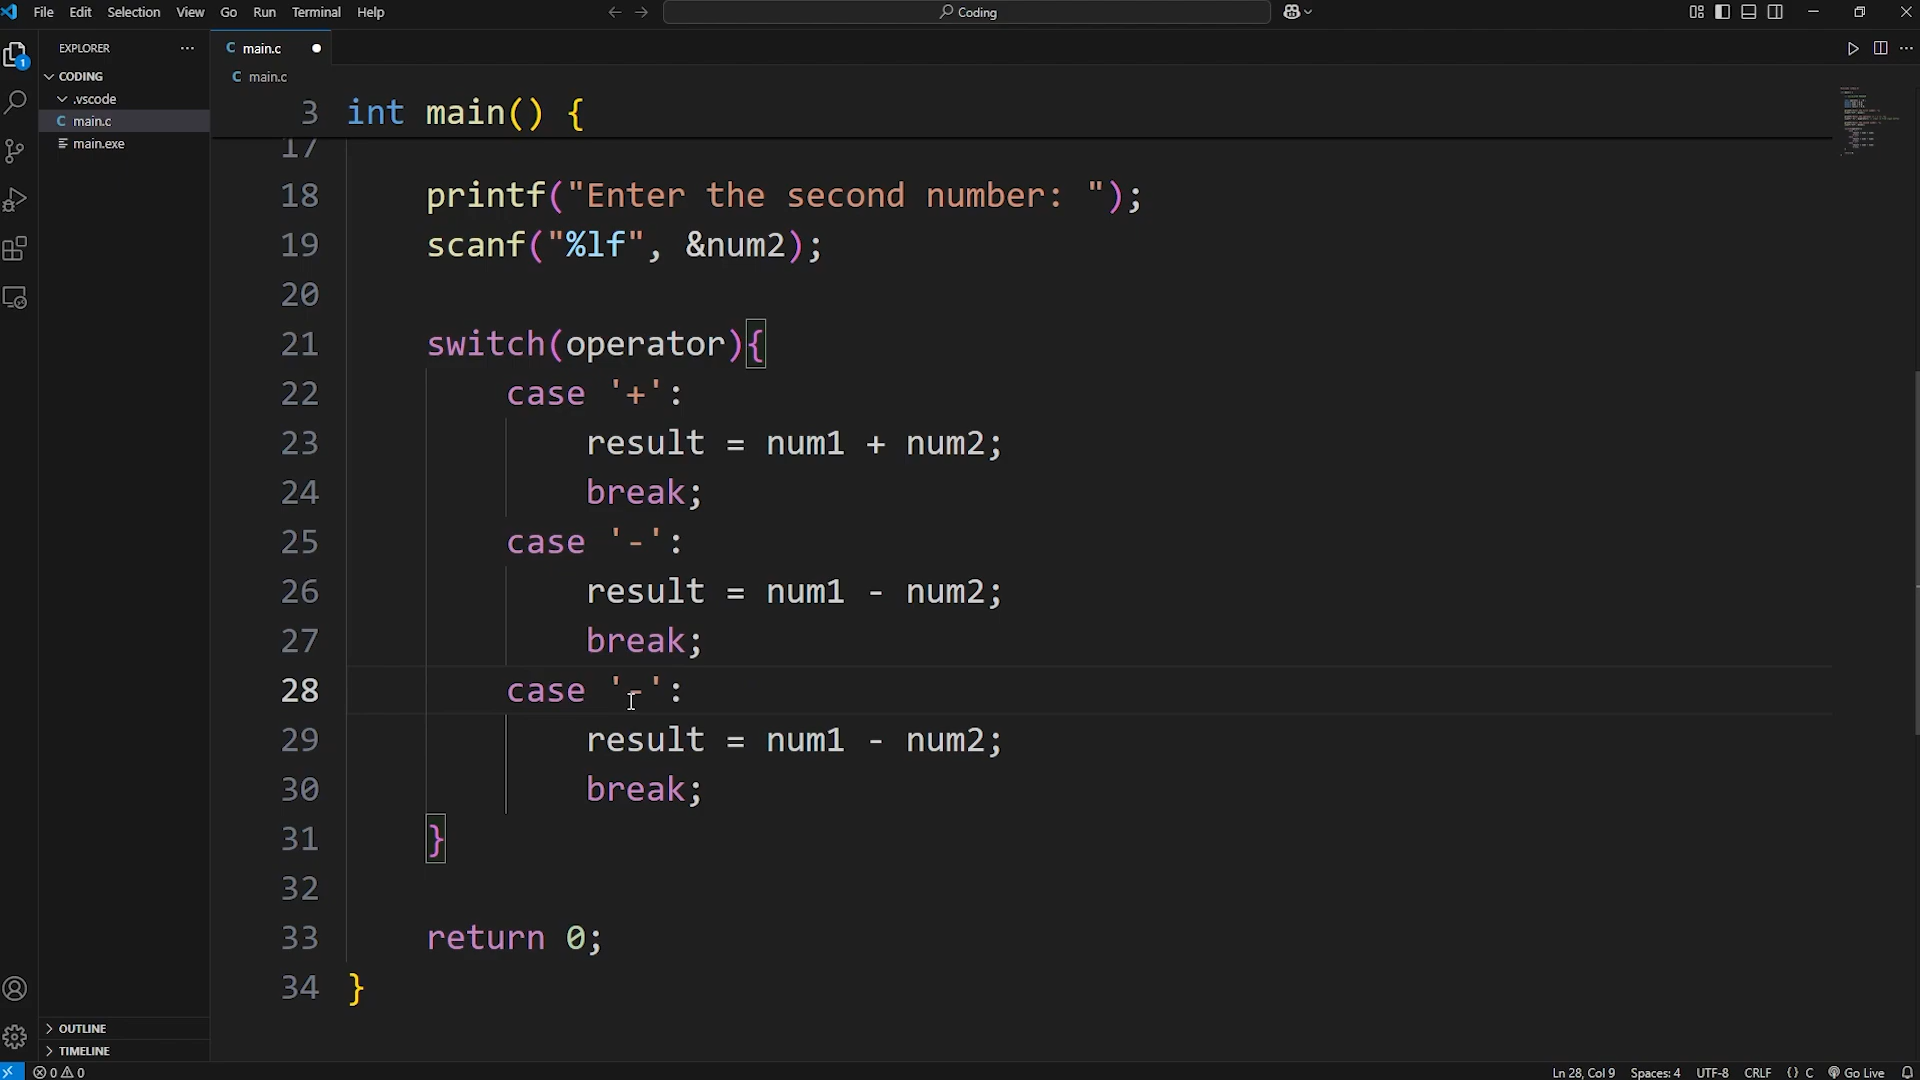 File Edit Selection View Go Run Terminal Help
Coding
EXPLORER
CODING
.vscode
C main.c
main.exe
1
C main.c
C main.c
3 int main() {
17
18 printf("Enter the second number: ");
19 scanf("%lf", &num2);
20
21 switch(operator){
22 case '+':
23 result = num1 + num2;
24 break;
25 case '-':
26 result = num1 - num2;
27 break;
28 case '-':
29 result = num1 - num2;
30 break;
31 }
32
33 return 0;
34 }
OUTLINE
TIMELINE
0 0
Ln 28, Col 9 Spaces: 4 UTF-8 CRLF {} C Go Live